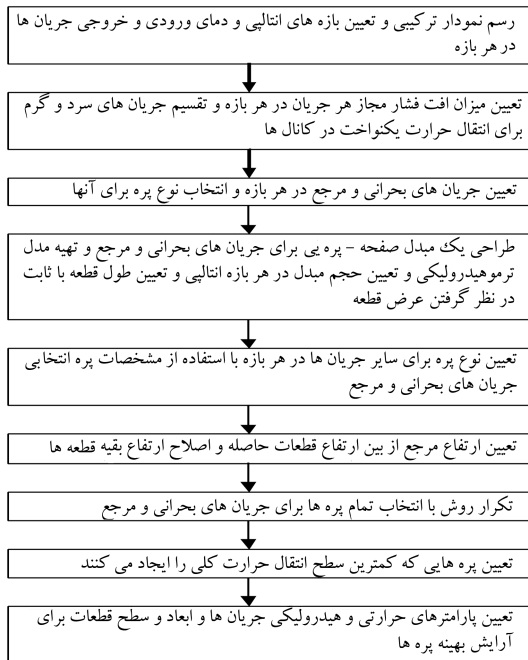 رسم نمودار ترکیبی و تعیین بازه های انتالپی و دمای ورودی و خروجی جریان ها
در هر بازه
تعیین میزان افت فشار مجاز هر جریان در هر بازه و تقسیم جریان های سرد و گرم
برای انتقال حرارت یکنواخت در کانال ها
تعیین جریان های بحرانی و مرجع در هر بازه و انتخاب نوع پره برای آنها
طراحی یک مبدل صفحه – پره یی برای جریان های بحرانی و مرجع و تهیه مدل
ترموهیدرولیکی و تعیین حجم مبدل در هر بازه انتالپی و تعیین طول قطعه با ثابت
در نظر گرفتن عرض قطعه
تعیین نوع پره برای سایر جریان ها در هر بازه با استفاده از مشخصات پره انتخابی
جریان های بحرانی و مرجع
تعیین ارتفاع مرجع از بین ارتفاع قطعات حاصله و اصلاح ارتفاع بقیه قطعه ها
تکرار روش با انتخاب تمام پره ها برای جریان های بحرانی و مرجع
تعیین پره هایی که کمترین سطح انتقال حرارت کلی را ایجاد می کنند
تعیین پارامترهای حرارتی و هیدرولیکی جریان ها و ابعاد و سطح قطعات برای
آرایش بهینه پره ها